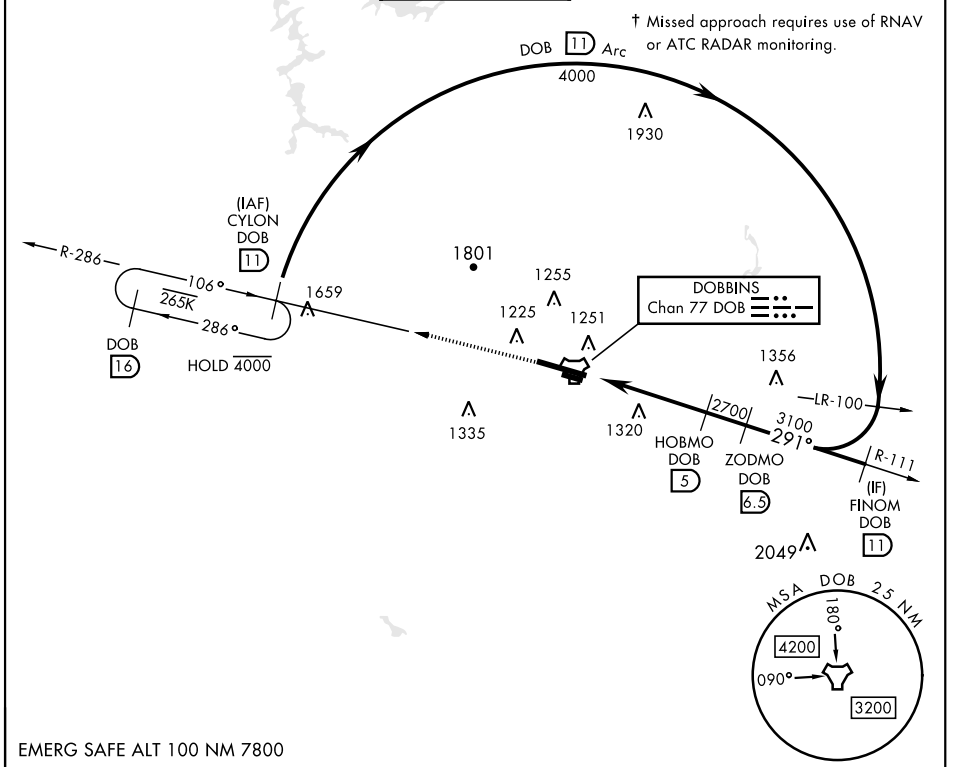 † Missed approach requires use of RNAV
or ATC RADAR monitoring.
DOB 11 Arc
4000
1930
(IAF)
CYLON
DOB
11
R-286
106°
265K
286°
HOLD 4000
DOB
16
1659
1801
1255
1225
1251
DOBBINS
Chan 77 DOB
1356
LR-100
1335
1320
2700
3100
291°
HOBMO
DOB
5
ZODMO
DOB
6.5
R-111
(IF)
FINOM
DOB
11
2049
MSA DOB 25 NM
180°
4200
090°
3200
EMERG SAFE ALT 100 NM 7800